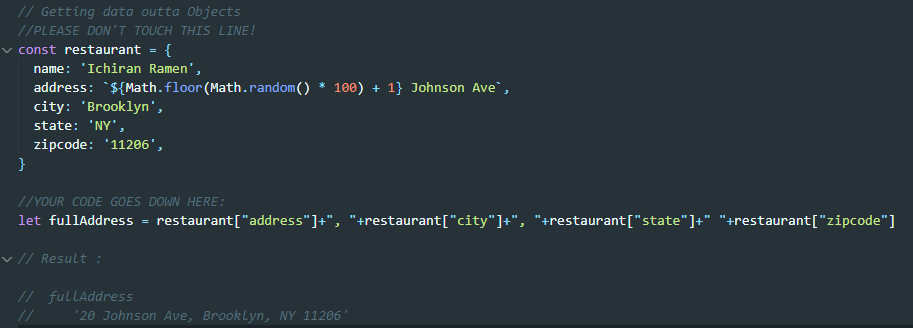 // Getting data outta Objects
//PLEASE DON'T TOUCH THIS LINE!
const restaurant = {
  name: 'Ichiran Ramen',
  address: `${Math.floor(Math.random() * 100) + 1} Johnson Ave`,
  city: 'Brooklyn',
  state: 'NY',
  zipcode: '11206',
}
//YOUR CODE GOES DOWN HERE:
let fullAddress = restaurant["address"]+", "+restaurant["city"]+", "+restaurant["state"]+" "+restaurant["zipcode"]
// Result :
//  fullAddress
//     '20 Johnson Ave, Brooklyn, NY 11206'